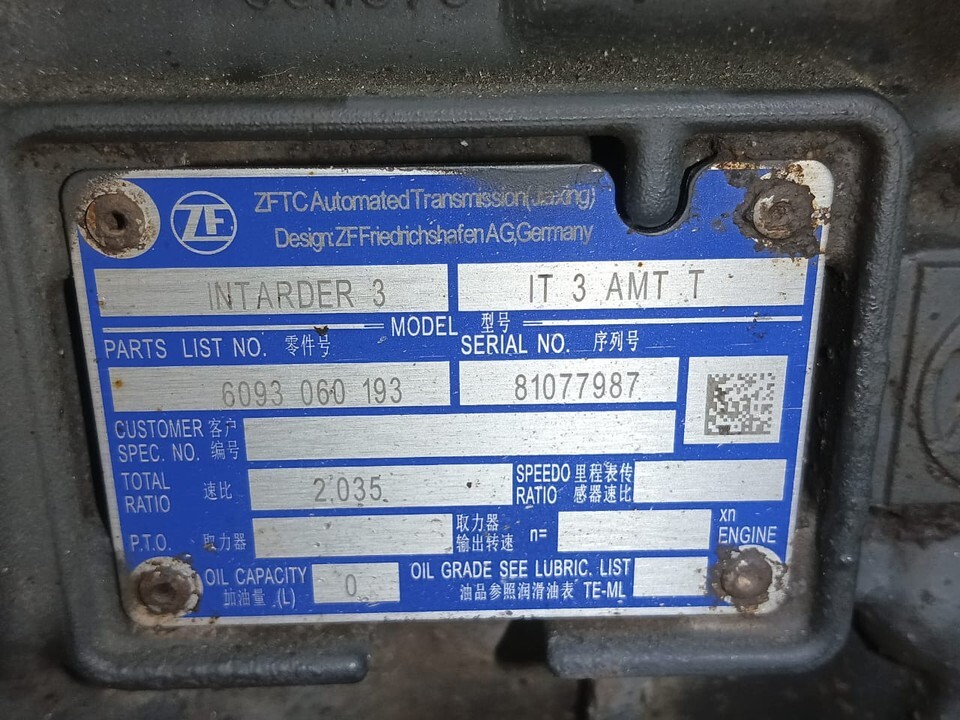 ZF ZFTC Automated Transmission(Jiaxing)
Design:ZF Friedrichshafen AG,Germany
INTARDER 3 IT 3 AMT T
MODEL 型号
PARTS LIST NO. 零件号 SERIAL NO. 序列号
6093 060 193 81077987
CUSTOMER 客户
SPEC. NO. 编号
TOTAL RATIO 速比 2.035 SPEEDO RATIO 里程表传感器速比
P.T.O. 取力器 取力器输出转速 n= xn ENGINE
OIL CAPACITY 加油量 (L) 0 OIL GRADE SEE LUBRIC. LIST
油品参照润滑油表 TE-ML